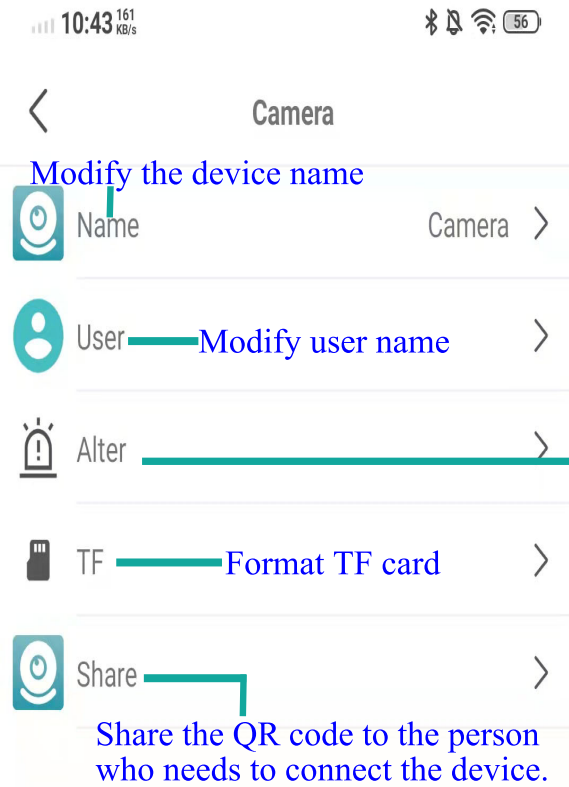 10:43 161 KB/s 56
Camera
Modify the device name
Name Camera
User Modify user name
Alter
TF Format TF card
Share
Share the QR code to the person
who needs to connect the device.